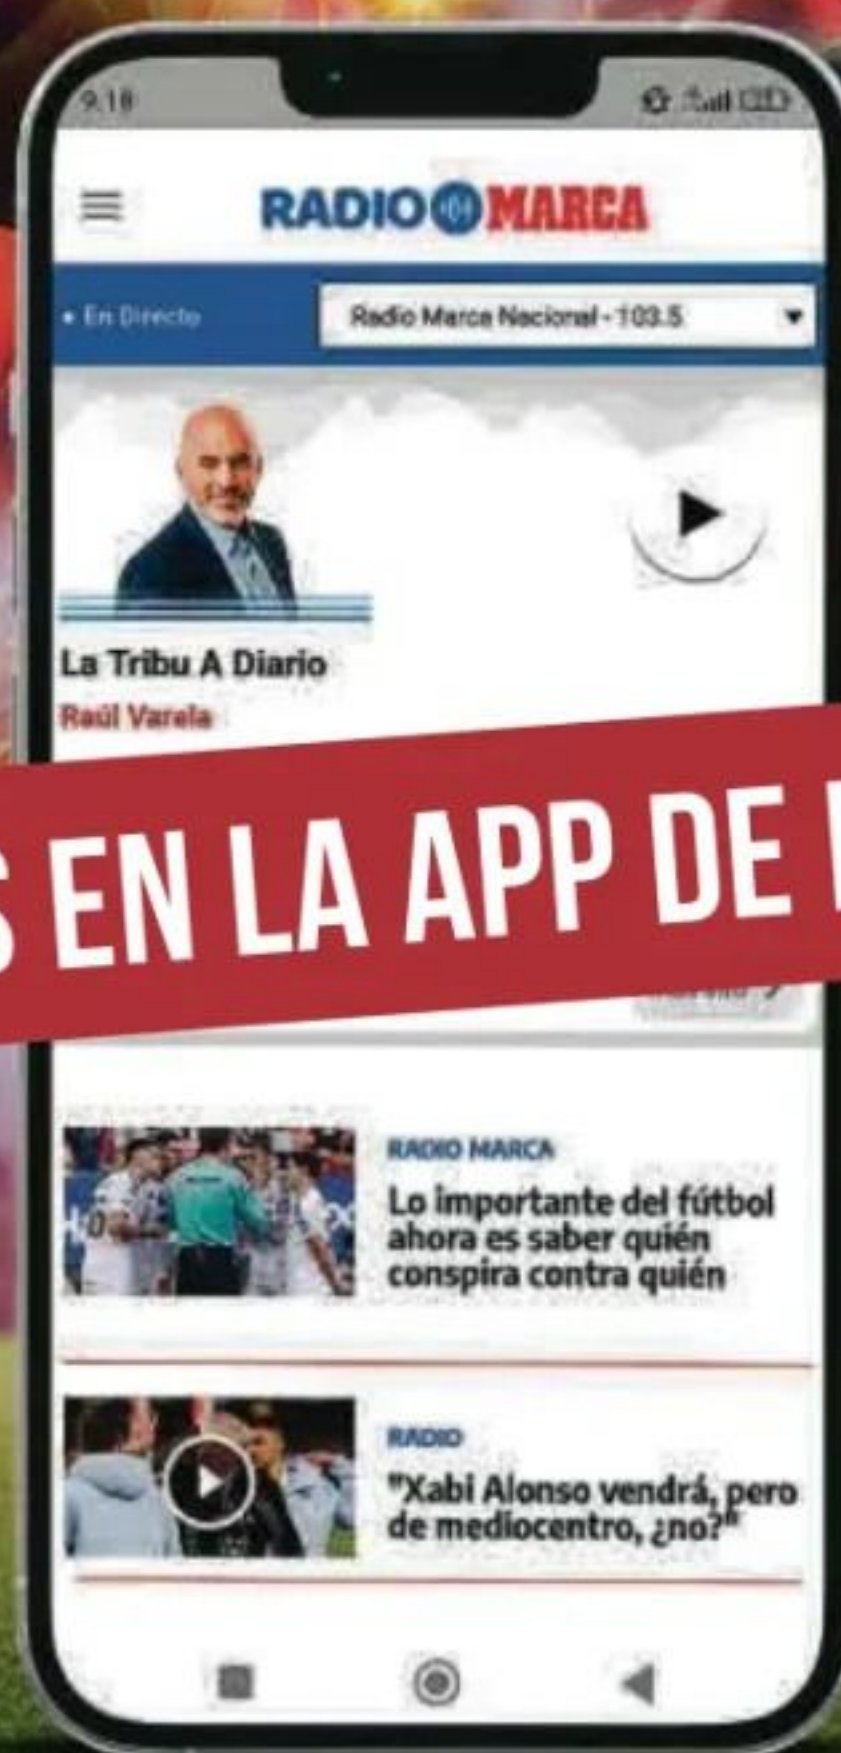 9.18
RADIO MARCA
• En Directo
Radio Marca Nacional - 103.5
La Tribu A Diario
Raúl Varela
S EN LA APP DE
RADIO MARCA
Lo importante del fútbol
ahora es saber quién
conspira contra quién
RADIO
"Xabi Alonso vendrá, pero
de mediocentro, ¿no?"